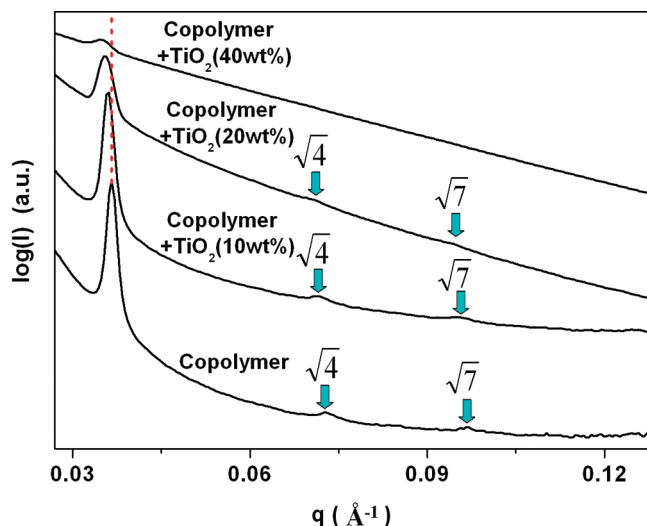 Copolymer
+TiO₂(40wt%)
Copolymer
+TiO₂(20wt%)
√4
√7
Copolymer
+TiO₂(10wt%)
√4
√7
Copolymer
√4
√7
log(I) (a.u.)
0.03 0.06 0.09 0.12
q ( Å⁻¹)